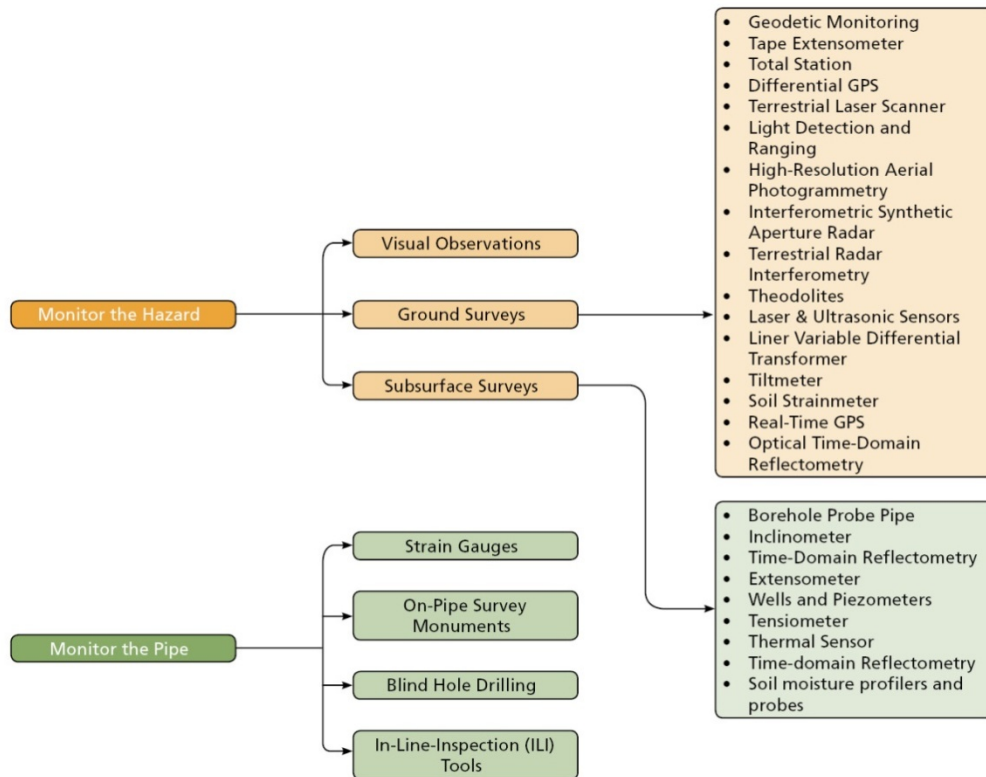 Monitor the Hazard
Visual Observations
Ground Surveys
Subsurface Surveys
• Geodetic Monitoring
• Tape Extensometer
• Total Station
• Differential GPS
• Terrestrial Laser Scanner
• Light Detection and
Ranging
• High-Resolution Aerial
Photogrammetry
• Interferometric Synthetic
Aperture Radar
• Terrestrial Radar
Interferometry
• Theodolites
• Laser & Ultrasonic Sensors
• Liner Variable Differential
Transformer
• Tiltmeter
• Soil Strainmeter
• Real-Time GPS
• Optical Time-Domain
Reflectometry
• Borehole Probe Pipe
• Inclinometer
• Time-Domain Reflectometry
• Extensometer
• Wells and Piezometers
• Tensiometer
• Thermal Sensor
• Time-domain Reflectometry
• Soil moisture profilers and
probes
Monitor the Pipe
Strain Gauges
On-Pipe Survey
Monuments
Blind Hole Drilling
In-Line-Inspection (ILI)
Tools